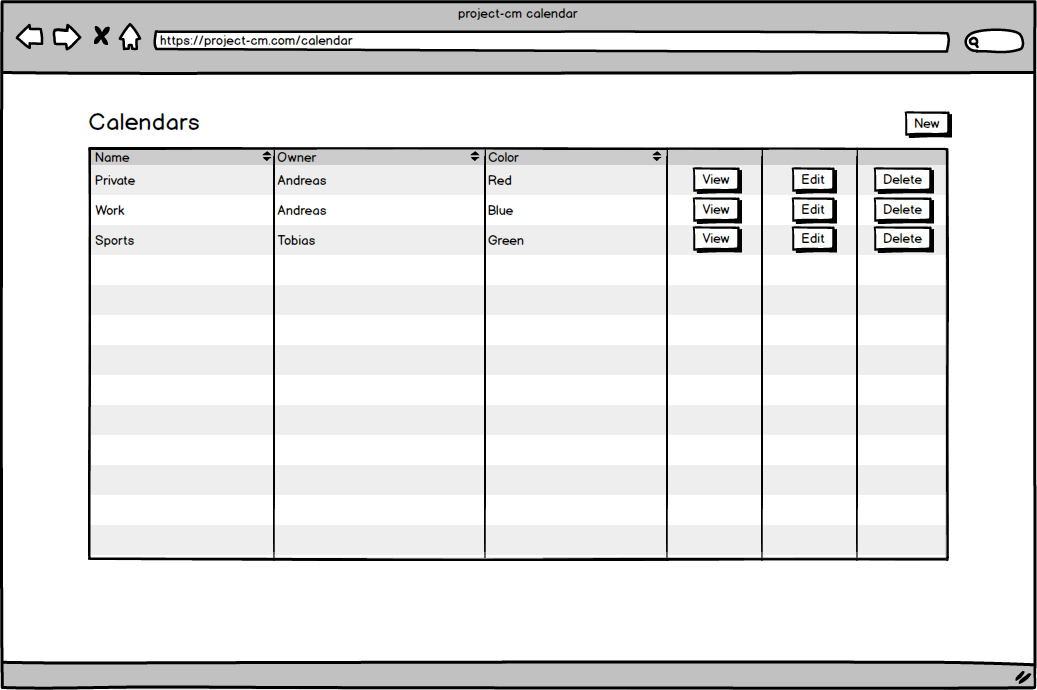 project-cm calendar
https://project-cm.com/calendar
Calendars
New
Name Owner Color
Private Andreas Red View Edit Delete
Work Andreas Blue View Edit Delete
Sports Tobias Green View Edit Delete